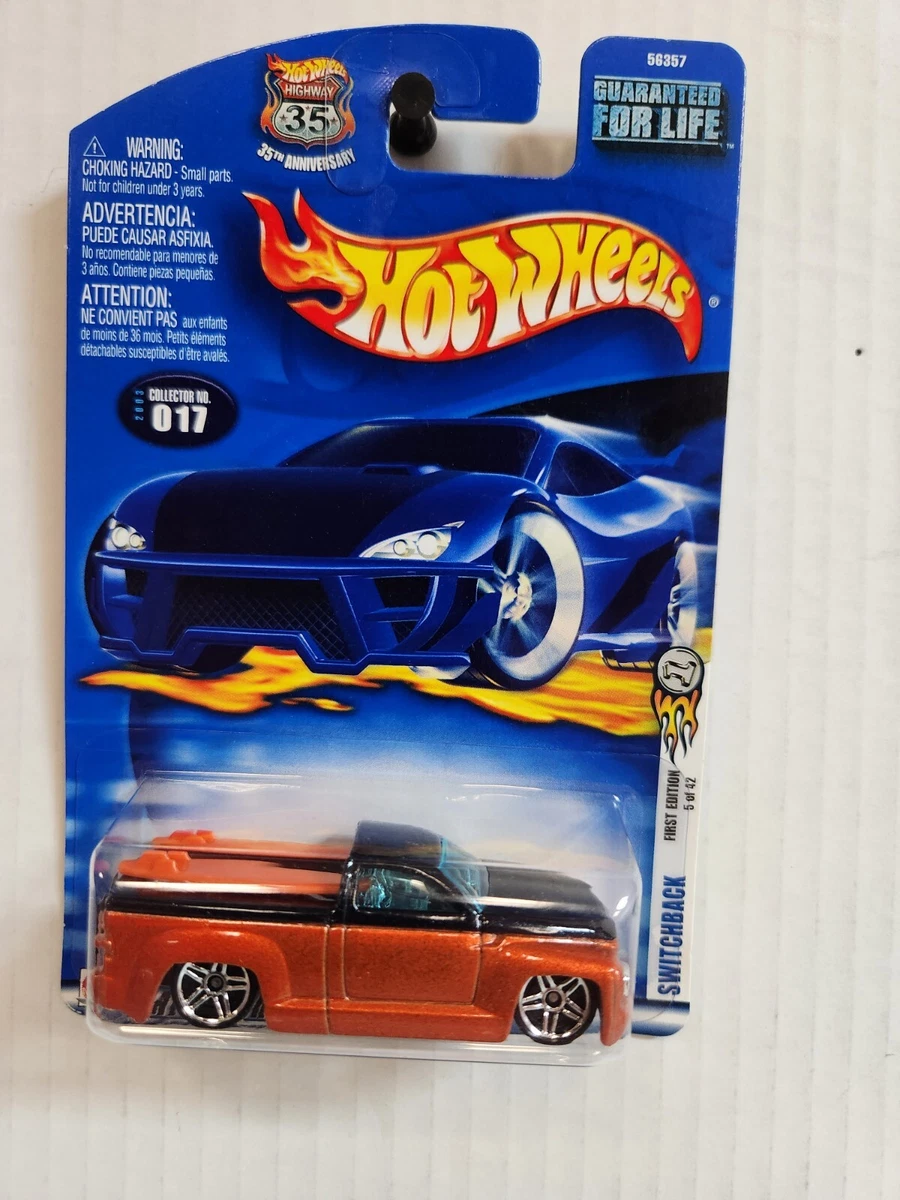 56357
GUARANTEED
FOR LIFE
™
Hot Wheels
HIGHWAY
35
35TH ANNIVERSARY
WARNING:
CHOKING HAZARD - Small parts.
Not for children under 3 years.
ADVERTENCIA:
PUEDE CAUSAR ASFIXIA.
No recomendable para menores de
3 años. Contiene piezas pequeñas.
ATTENTION:
NE CONVIENT PAS aux enfants
de moins de 36 mois. Petits éléments
détachables susceptibles d'être avalés.
Hot Wheels®
2003
COLLECTOR NO.
017
FIRST EDITION
5 of 42
SWITCHBACK